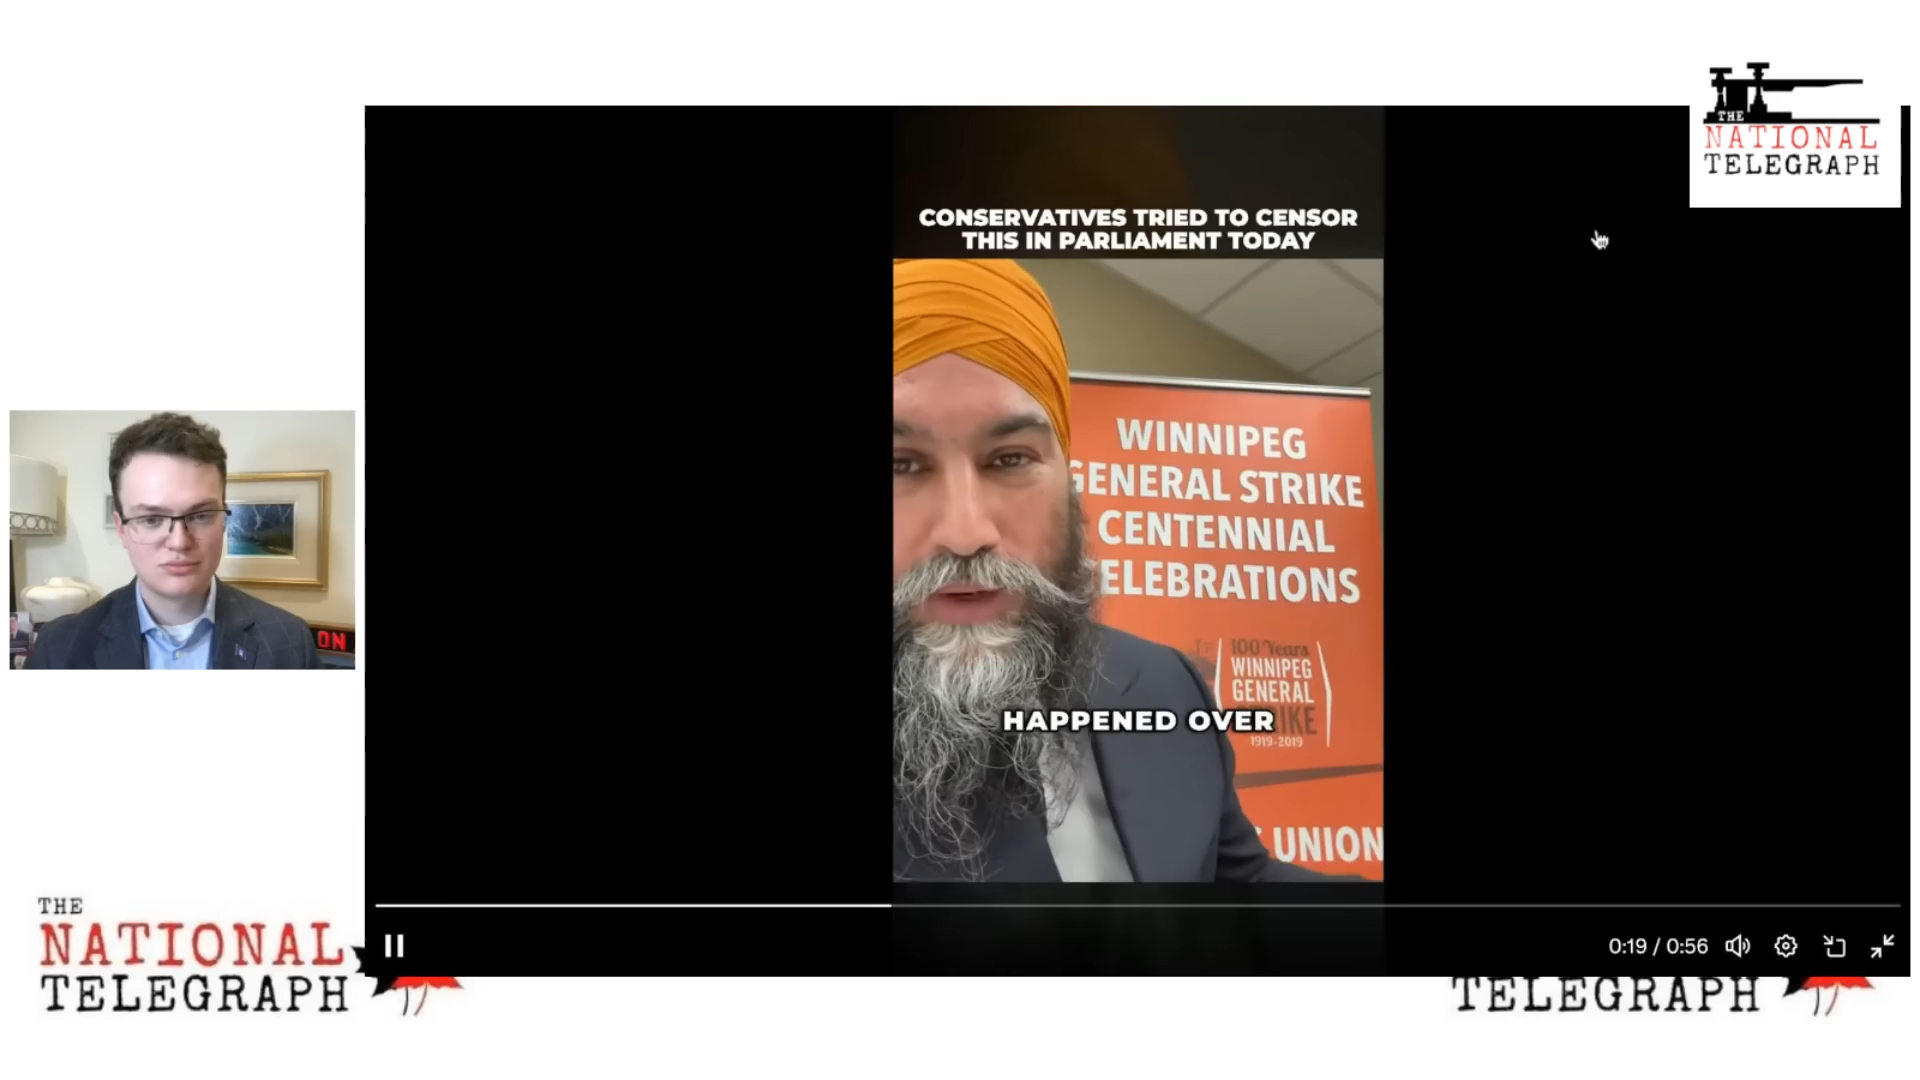 THE
NATIONAL
TELEGRAPH
CONSERVATIVES TRIED TO CENSOR
THIS IN PARLIAMENT TODAY
WINNIPEG
GENERAL STRIKE
CENTENNIAL
ELEBRATIONS
100 Years
WINNIPEG
GENERAL
IKE
1919-2019
HAPPENED OVER
UNION
ON
0:19 / 0:56
THE
NATIONAL
TELEGRAPH
TELEGRAPH